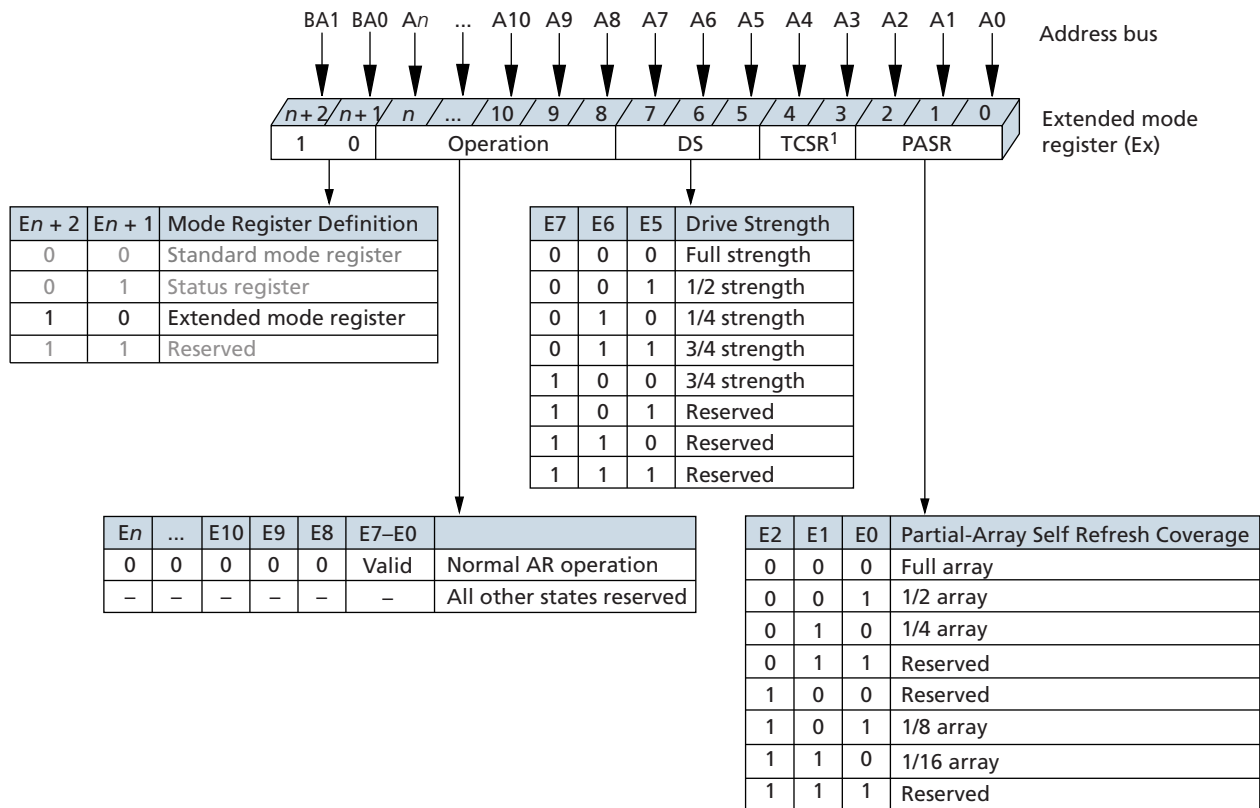 BA1 BA0 An ... A10 A9 A8 A7 A6 A5 A4 A3 A2 A1 A0 Address bus
n + 2 n + 1 n ... 10 9 8 7 6 5 4 3 2 1 0 Extended mode
register (Ex)
1 0 Operation DS TCSR1 PASR
En + 2 En + 1 Mode Register Definition
0 0 Standard mode register
0 1 Status register
1 0 Extended mode register
1 1 Reserved
E7 E6 E5 Drive Strength
0 0 0 Full strength
0 0 1 1/2 strength
0 1 0 1/4 strength
0 1 1 3/4 strength
1 0 0 3/4 strength
1 0 1 Reserved
1 1 0 Reserved
1 1 1 Reserved
En ... E10 E9 E8 E7–E0
0 0 0 0 0 Valid Normal AR operation
– – – – – – All other states reserved
E2 E1 E0 Partial-Array Self Refresh Coverage
0 0 0 Full array
0 0 1 1/2 array
0 1 0 1/4 array
0 1 1 Reserved
1 0 0 Reserved
1 0 1 1/8 array
1 1 0 1/16 array
1 1 1 Reserved